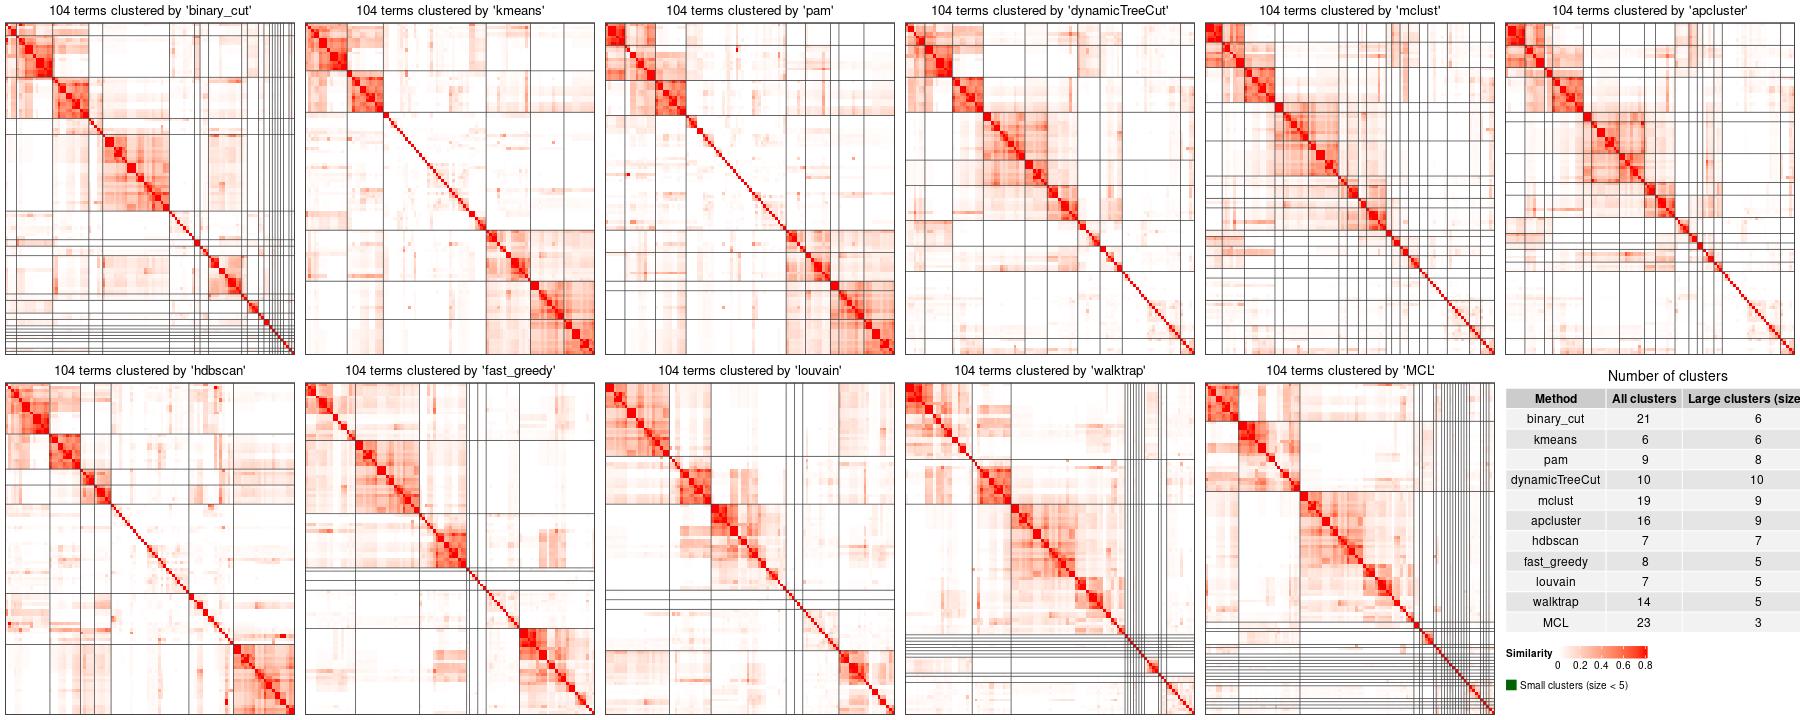 104 terms clustered by 'binary_cut'
104 terms clustered by 'kmeans'
104 terms clustered by 'pam'
104 terms clustered by 'dynamicTreeCut'
104 terms clustered by 'mclust'
104 terms clustered by 'apcluster'
104 terms clustered by 'hdbscan'
104 terms clustered by 'fast_greedy'
104 terms clustered by 'louvain'
104 terms clustered by 'walktrap'
104 terms clustered by 'MCL'
Number of clusters
Method All clusters Large clusters (size
binary_cut 21 6
kmeans 6 6
pam 9 8
dynamicTreeCut 10 10
mclust 19 9
apcluster 16 9
hdbscan 7 7
fast_greedy 8 5
louvain 7 5
walktrap 14 5
MCL 23 3
Similarity
0 0.2 0.4 0.6 0.8
Small clusters (size < 5)